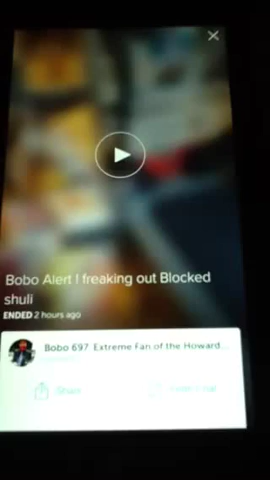 Bobo Alert I freaking out Blocked
shuli
ENDED 2 hours ago
Bobo 697 Extreme Fan of the Howard...
Share